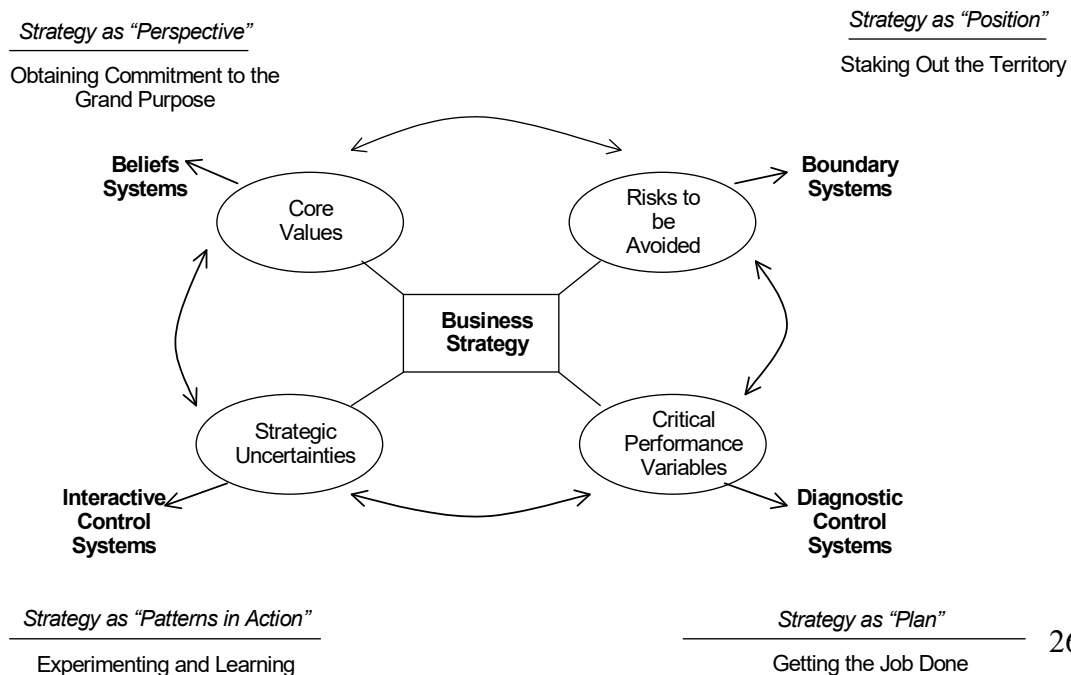 Strategy as “Perspective”
Obtaining Commitment to the
Grand Purpose
Strategy as “Position”
Staking Out the Territory
Beliefs
Systems
Core
Values
Risks to
be
Avoided
Boundary
Systems
Business
Strategy
Strategic
Uncertainties
Critical
Performance
Variables
Interactive
Control
Systems
Diagnostic
Control
Systems
Strategy as “Patterns in Action”
Experimenting and Learning
Strategy as “Plan”
Getting the Job Done
26